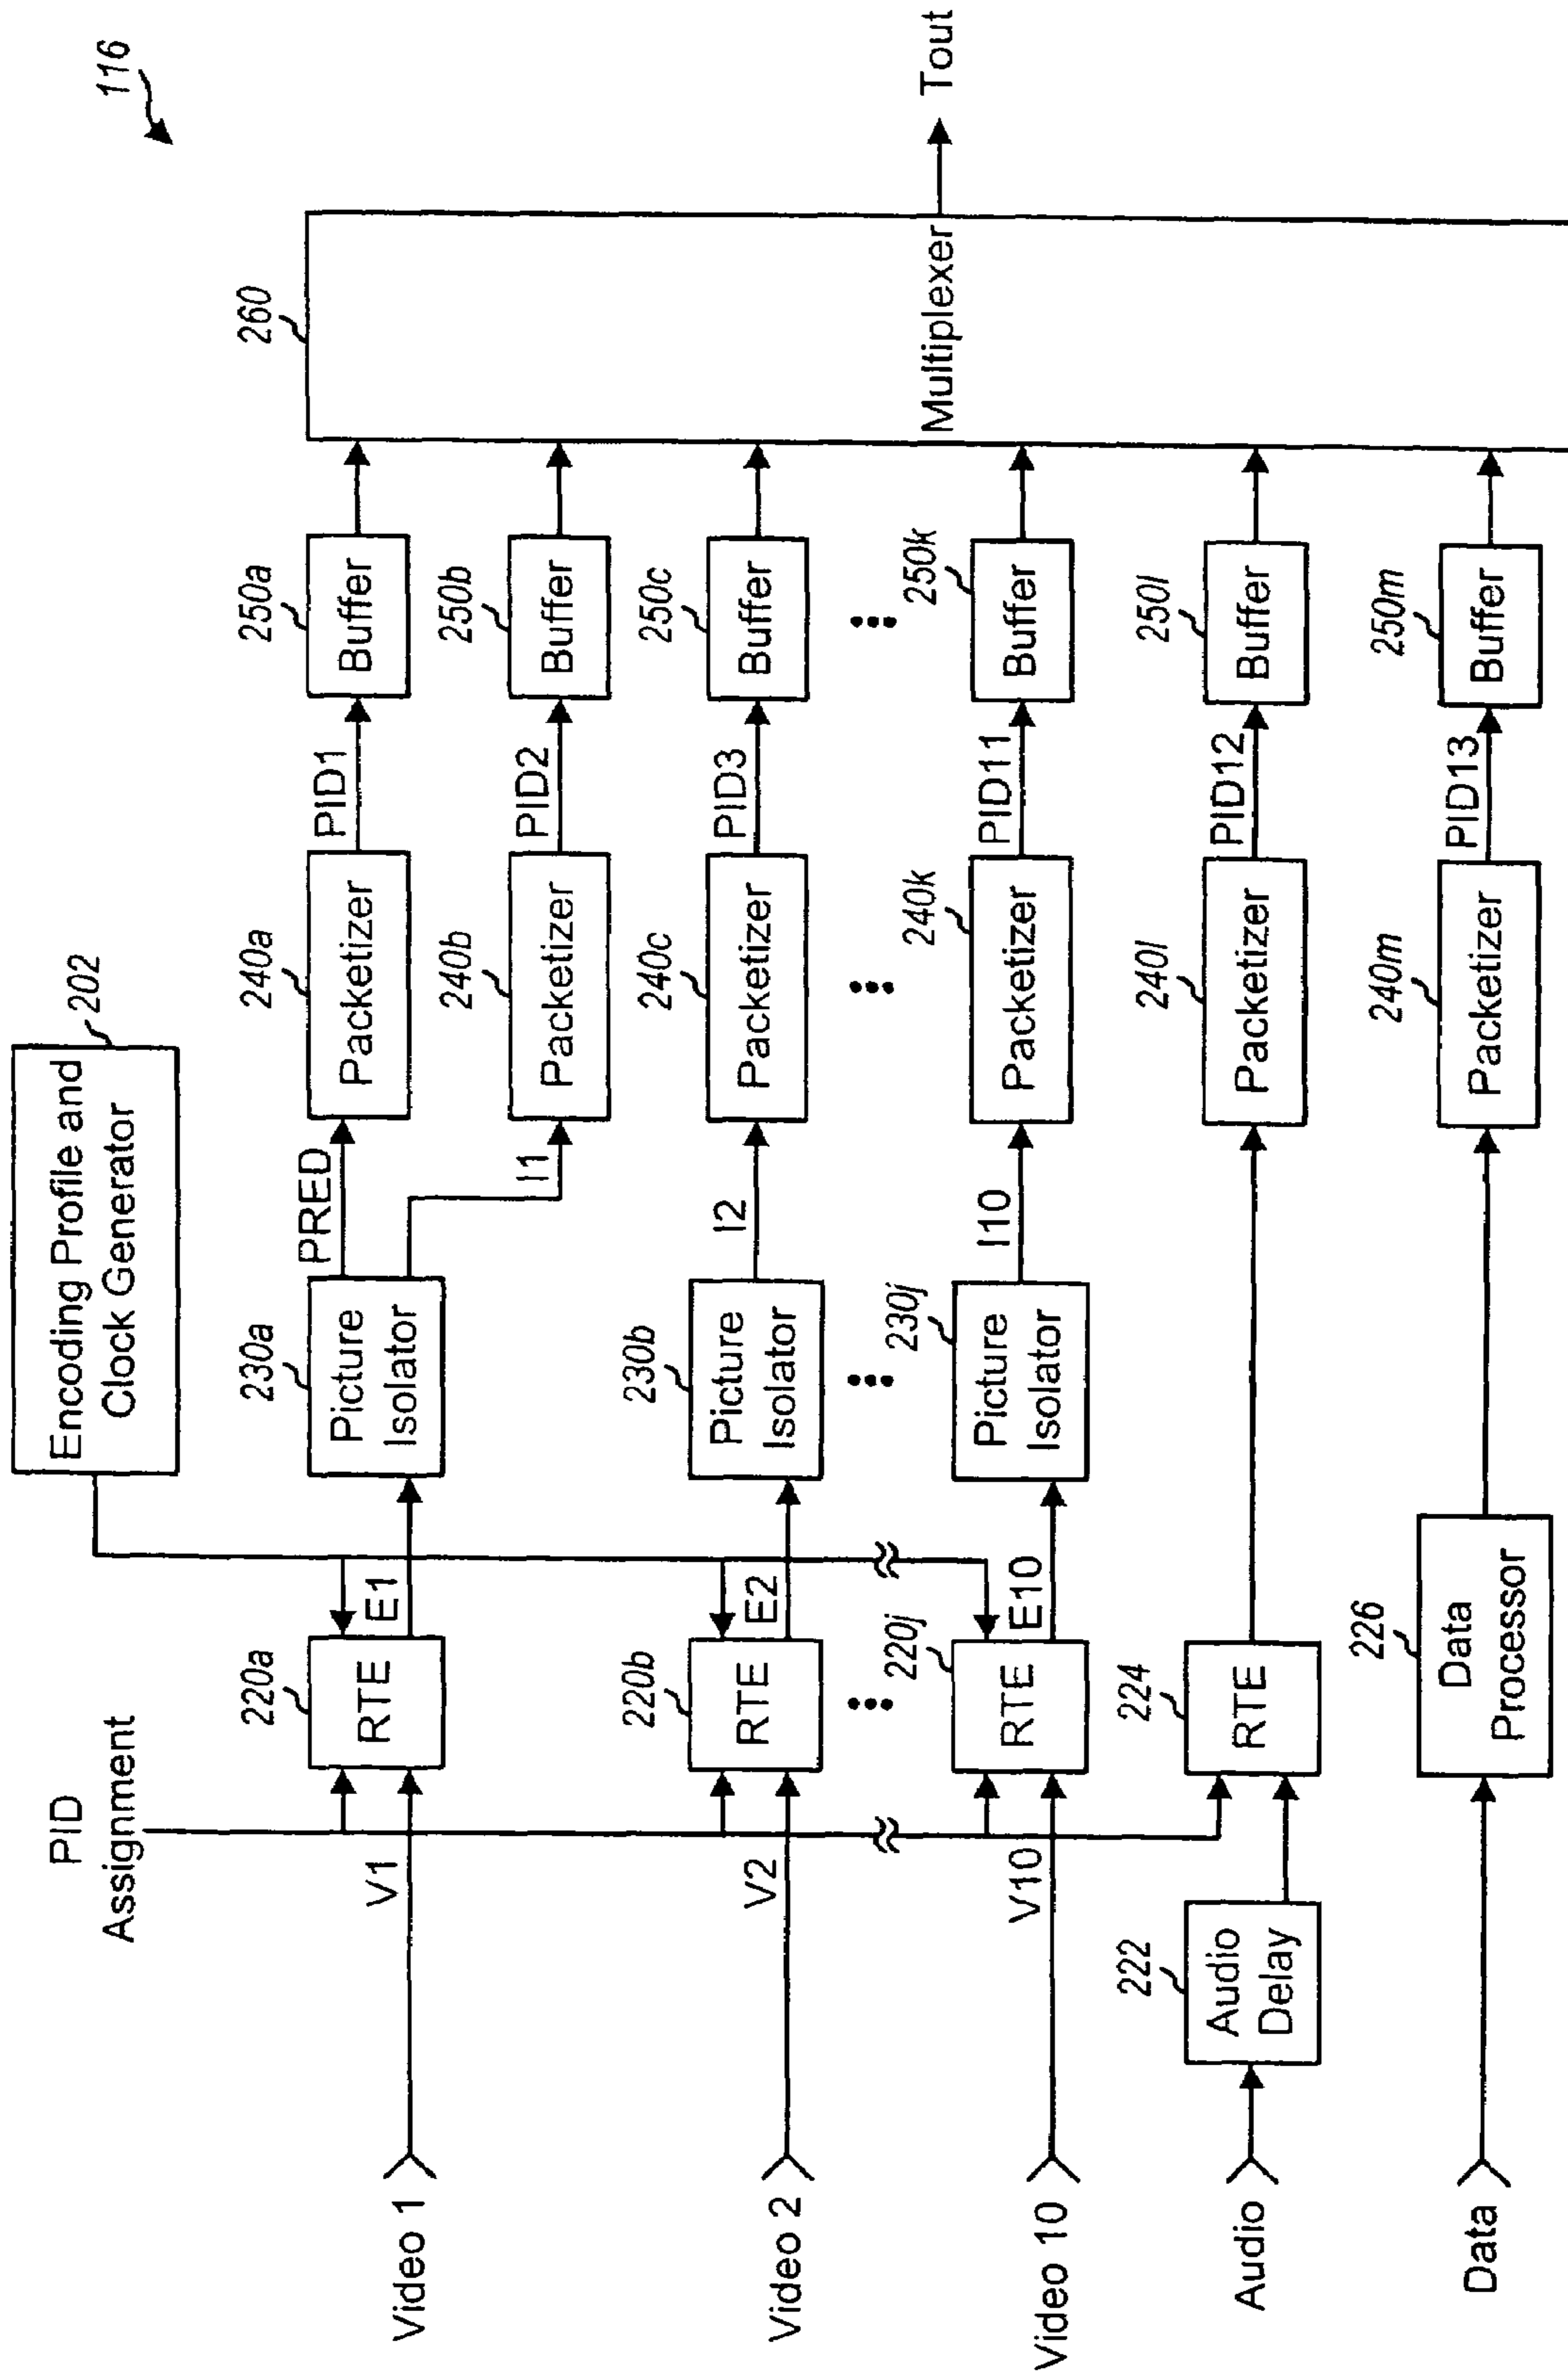 116
Encoding Profile and
Clock Generator
202
PID
Assignment
Video 1
V1
220a
RTE
E1
230a
Picture
Isolator
PRED
I1
240a
Packetizer
PID1
250a
Buffer
240b
Packetizer
PID2
250b
Buffer
260
Multiplexer
Tout
Video 2
V2
220b
RTE
E2
230b
Picture
Isolator
I2
240c
Packetizer
PID3
250c
Buffer
Video 10
V10
220j
RTE
E10
230j
Picture
Isolator
I10
240k
Packetizer
PID11
250k
Buffer
Audio
222
Audio
Delay
224
RTE
240l
Packetizer
PID12
250l
Buffer
Data
226
Data
Processor
240m
Packetizer
PID13
250m
Buffer